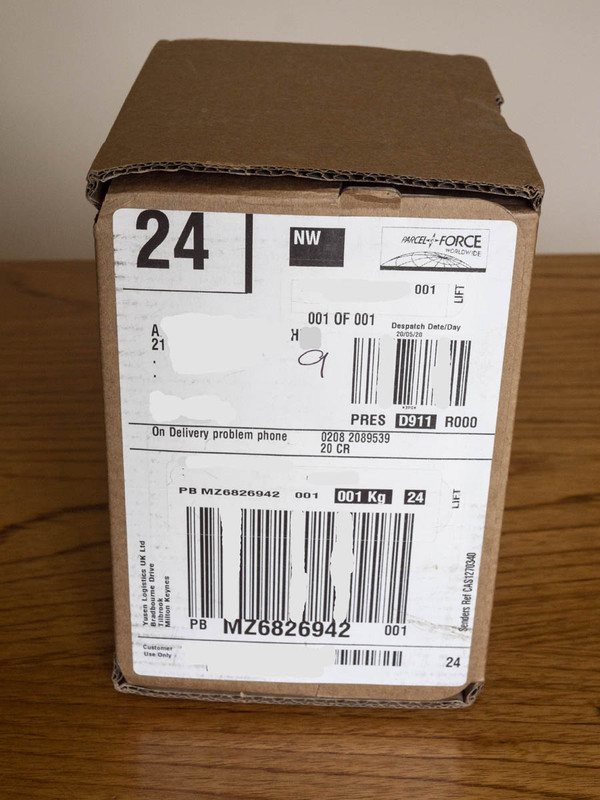 24
NW
PARCEL FORCE
WORLDWIDE
001
LIFT
001 OF 001
Despatch Date/Day
20/05/20
A
21
9
PRES D911 R000
On Delivery problem phone
0208 2089539
20 CR
PB MZ6826942 001 001 Kg 24
LIFT
Yusen Logistics UK Ltd
Bradbourne Drive
Tilbrook
Milton Keynes
Senders Ref CAS1270340
PB MZ6826942 001
Customer
Use Only
24